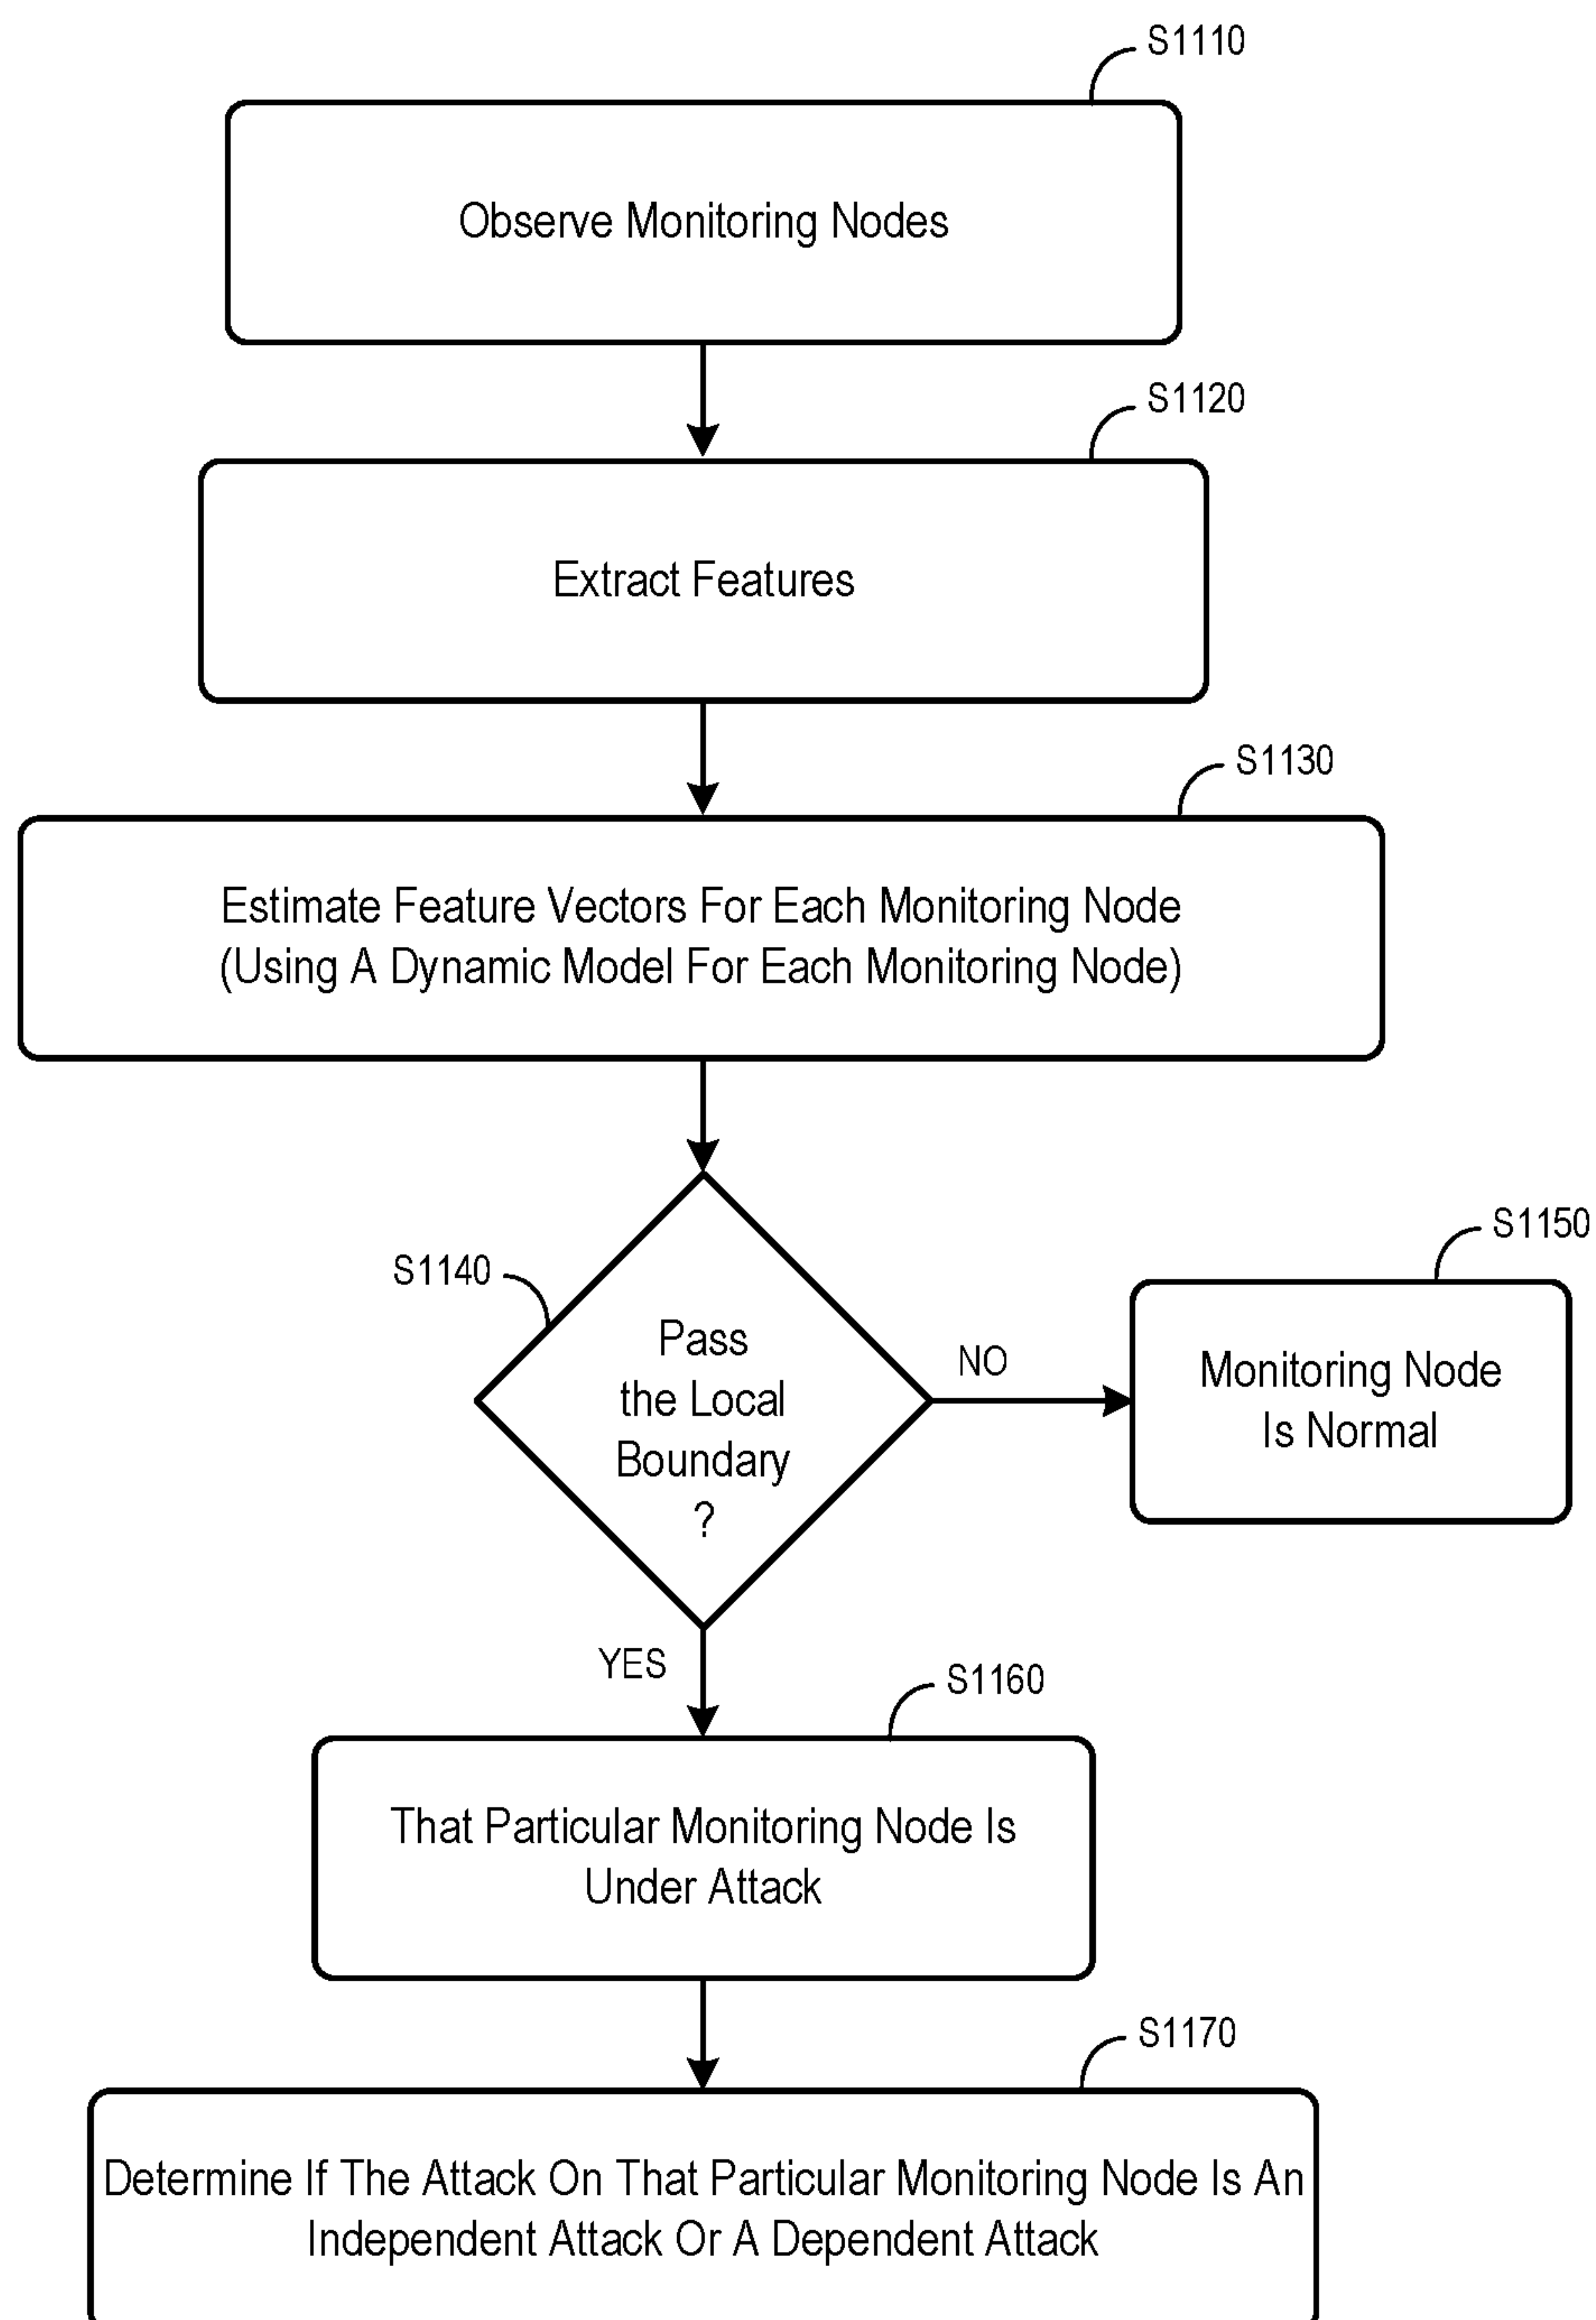 S1110
Observe Monitoring Nodes
S1120
Extract Features
S1130
Estimate Feature Vectors For Each Monitoring Node
(Using A Dynamic Model For Each Monitoring Node)
S1140
Pass
the Local
Boundary
?
NO
S1150
Monitoring Node
Is Normal
YES
S1160
That Particular Monitoring Node Is
Under Attack
S1170
Determine If The Attack On That Particular Monitoring Node Is An
Independent Attack Or A Dependent Attack